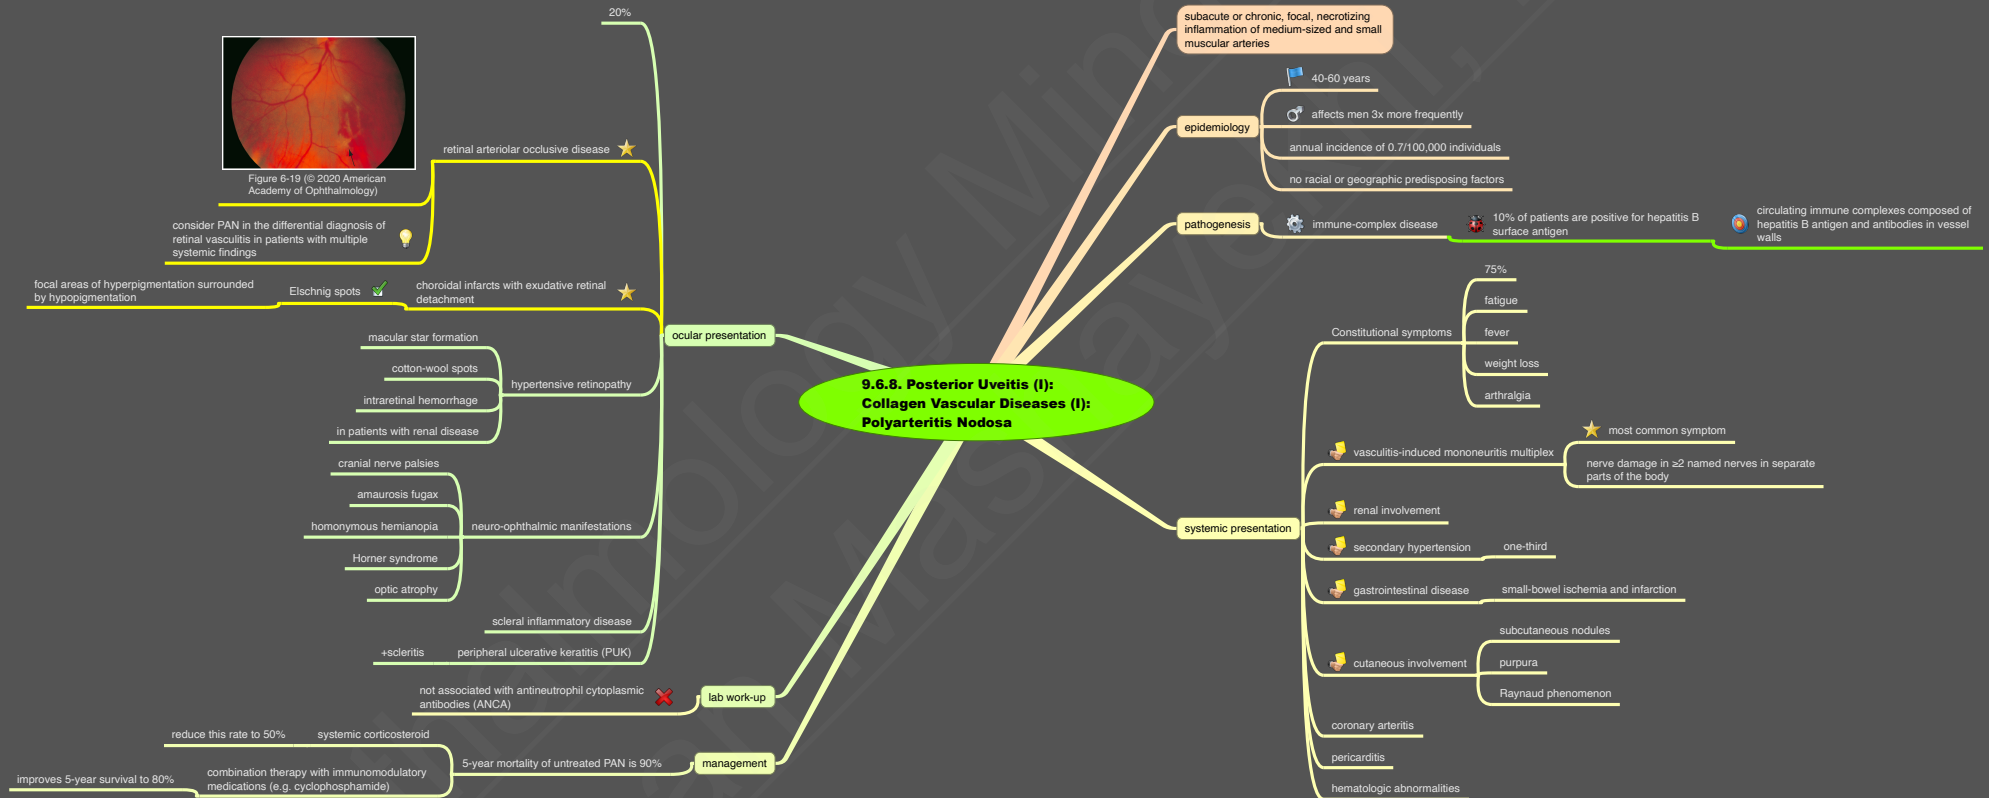 9.6.8. Posterior Uveitis (I):
Collagen Vascular Diseases (I):
Polyarteritis Nodosa
subacute or chronic, focal, necrotizing
inflammation of medium-sized and small
muscular arteries
epidemiology
40-60 years
affects men 3x more frequently
annual incidence of 0.7/100,000 individuals
no racial or geographic predisposing factors
pathogenesis
immune-complex disease
10% of patients are positive for hepatitis B
surface antigen
circulating immune complexes composed of
hepatitis B antigen and antibodies in vessel
walls
systemic presentation
Constitutional symptoms
75%
fatigue
fever
weight loss
arthralgia
vasculitis-induced mononeuritis multiplex
most common symptom
nerve damage in ≥2 named nerves in separate
parts of the body
renal involvement
secondary hypertension
one-third
gastrointestinal disease
small-bowel ischemia and infarction
cutaneous involvement
subcutaneous nodules
purpura
Raynaud phenomenon
coronary arteritis
pericarditis
hematologic abnormalities
ocular presentation
20%
retinal arteriolar occlusive disease
Figure 6-19 (© 2020 American
Academy of Ophthalmology)
consider PAN in the differential diagnosis of
retinal vasculitis in patients with multiple
systemic findings
choroidal infarcts with exudative retinal
detachment
Elschnig spots
focal areas of hyperpigmentation surrounded
by hypopigmentation
hypertensive retinopathy
macular star formation
cotton-wool spots
intraretinal hemorrhage
in patients with renal disease
neuro-ophthalmic manifestations
cranial nerve palsies
amaurosis fugax
homonymous hemianopia
Horner syndrome
optic atrophy
scleral inflammatory disease
peripheral ulcerative keratitis (PUK)
+scleritis
lab work-up
not associated with antineutrophil cytoplasmic
antibodies (ANCA)
management
5-year mortality of untreated PAN is 90%
systemic corticosteroid
reduce this rate to 50%
combination therapy with immunomodulatory
medications (e.g. cyclophosphamide)
improves 5-year survival to 80%